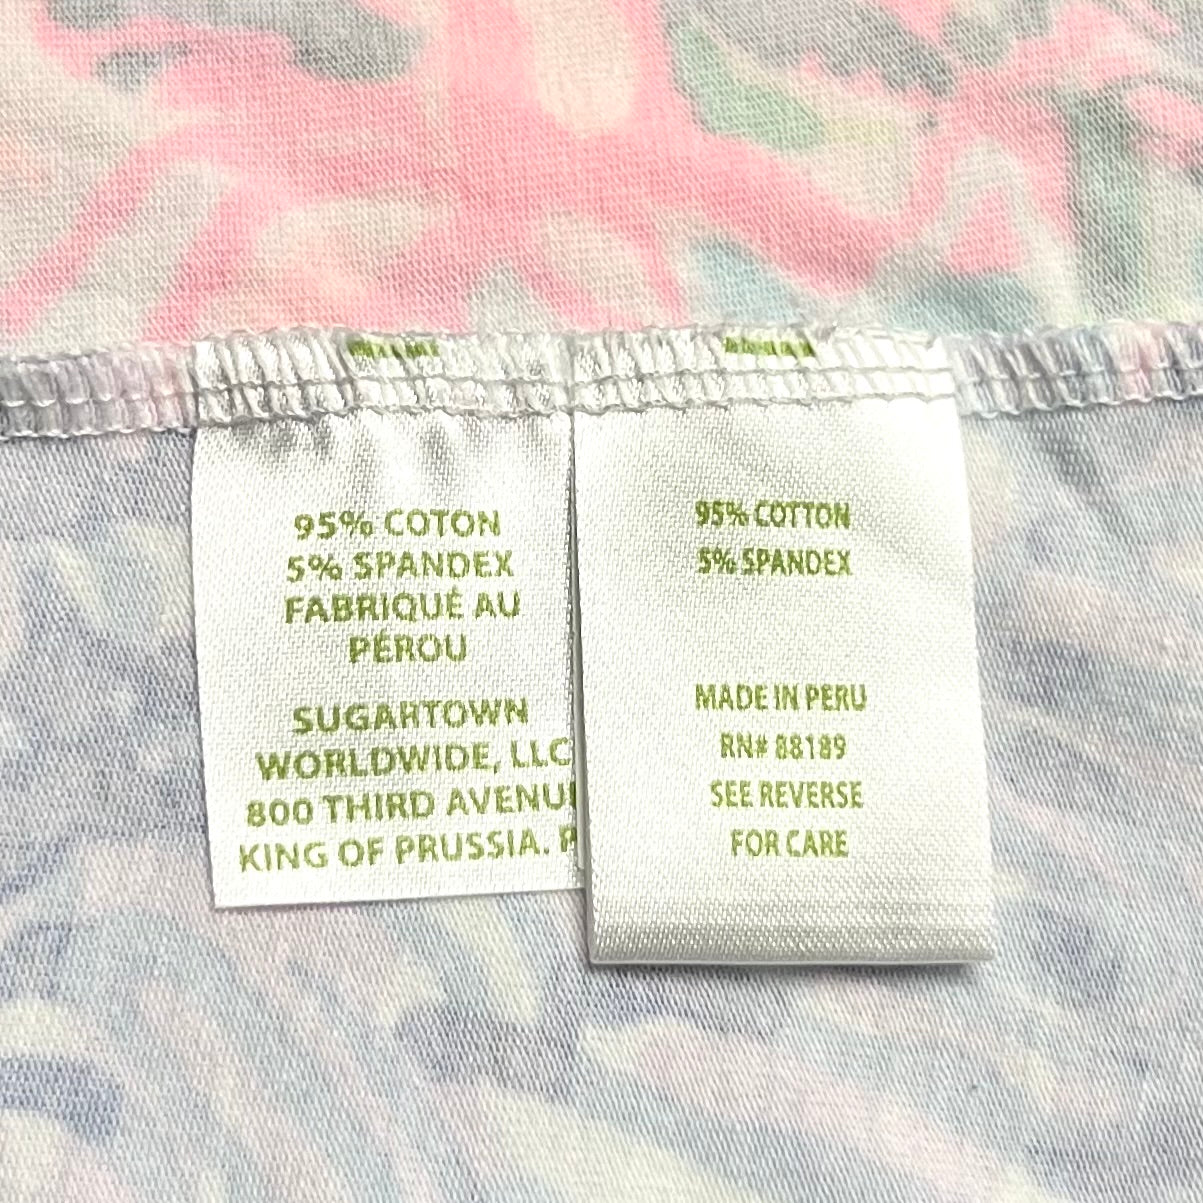 95% COTON
5% SPANDEX
FABRIQUÉ AU
PÉROU
SUGARTOWN
WORLDWIDE, LLC
800 THIRD AVENU
KING OF PRUSSIA. P
95% COTTON
5% SPANDEX
MADE IN PERU
RN# 88189
SEE REVERSE
FOR CARE